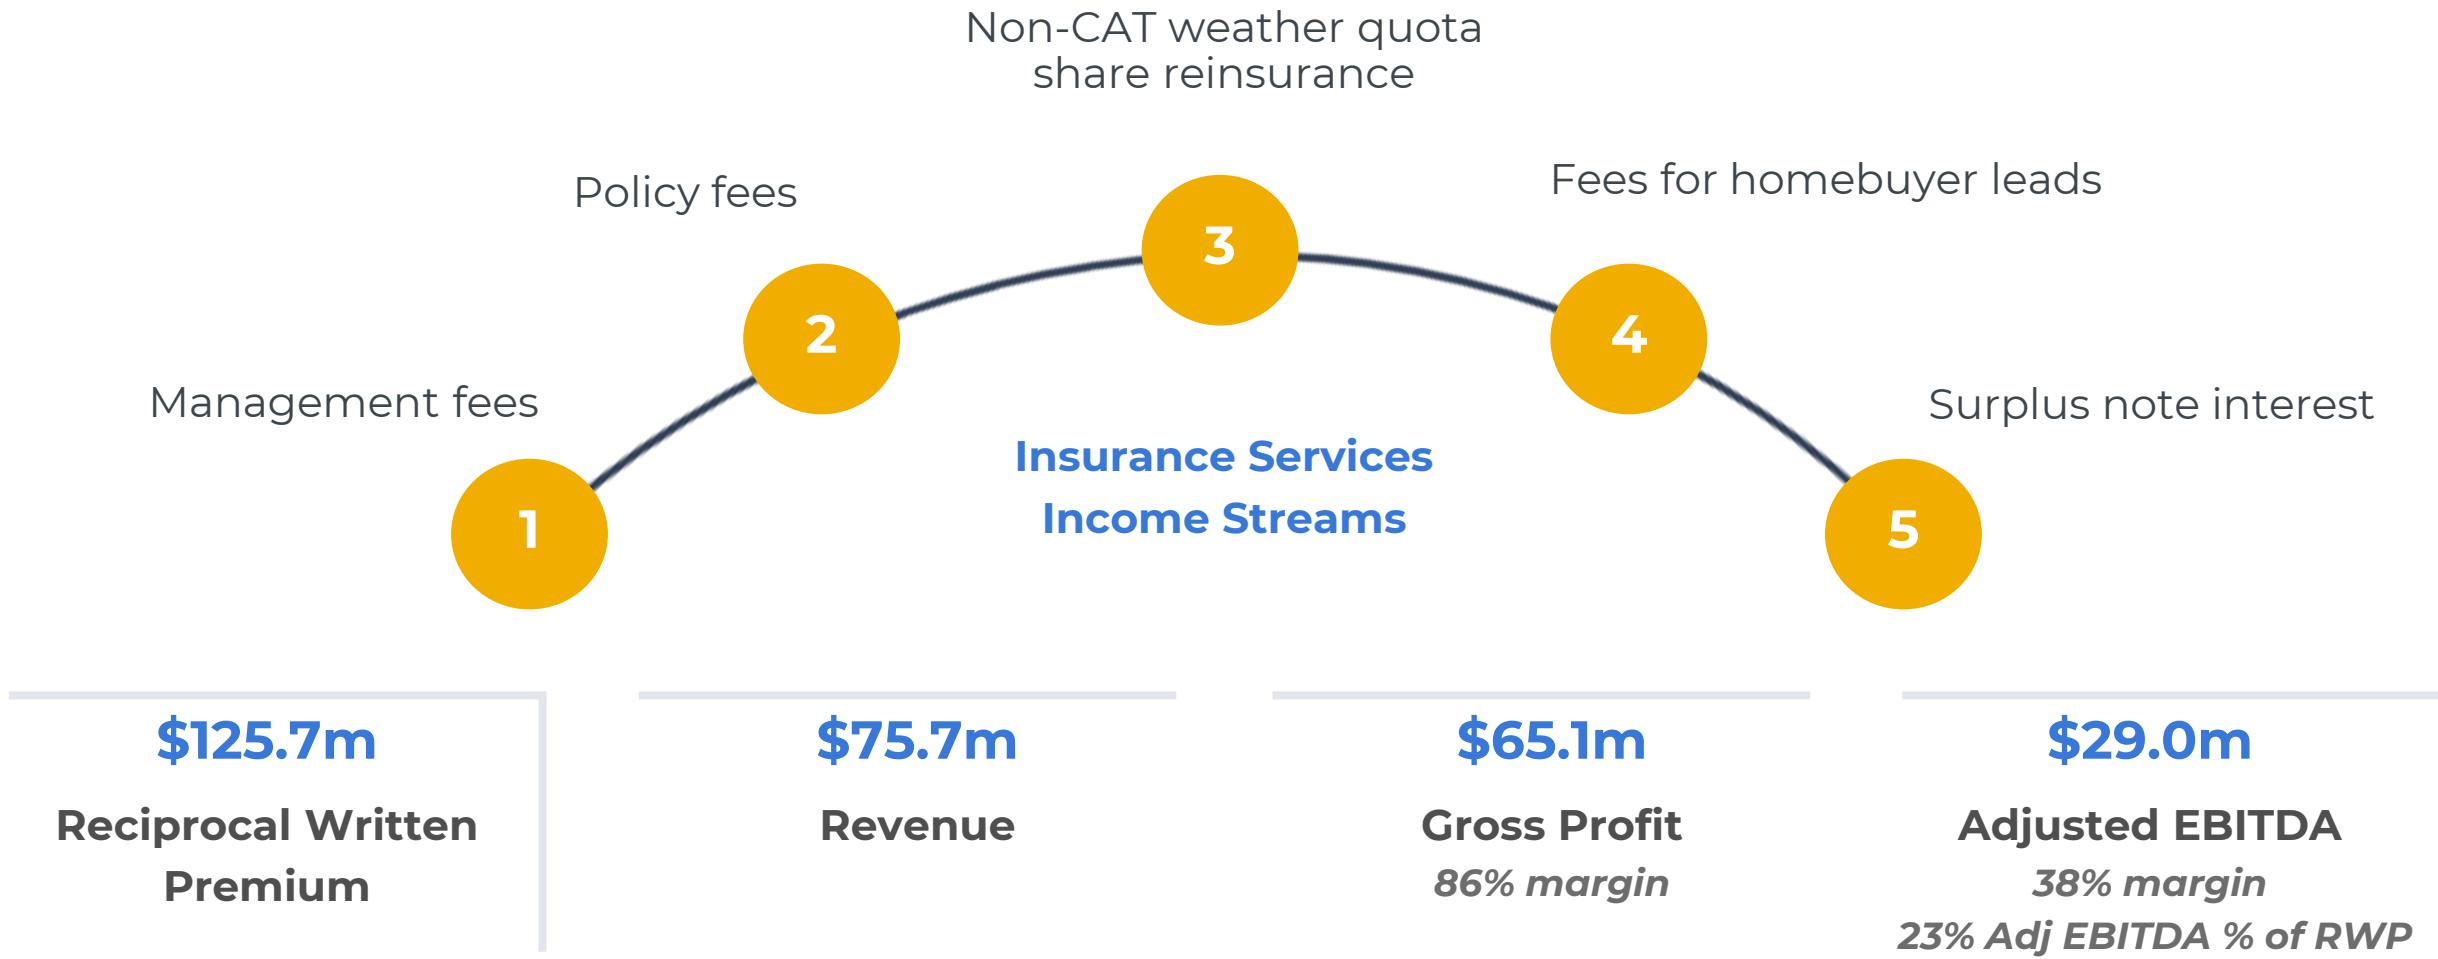 Non-CAT weather quota
share reinsurance
Policy fees
Fees for homebuyer leads
Management fees
Surplus note interest
1
2
3
4
5
Insurance Services
Income Streams
$125.7m
Reciprocal Written
Premium
$75.7m
Revenue
$65.1m
Gross Profit
86% margin
$29.0m
Adjusted EBITDA
38% margin
23% Adj EBITDA % of RWP